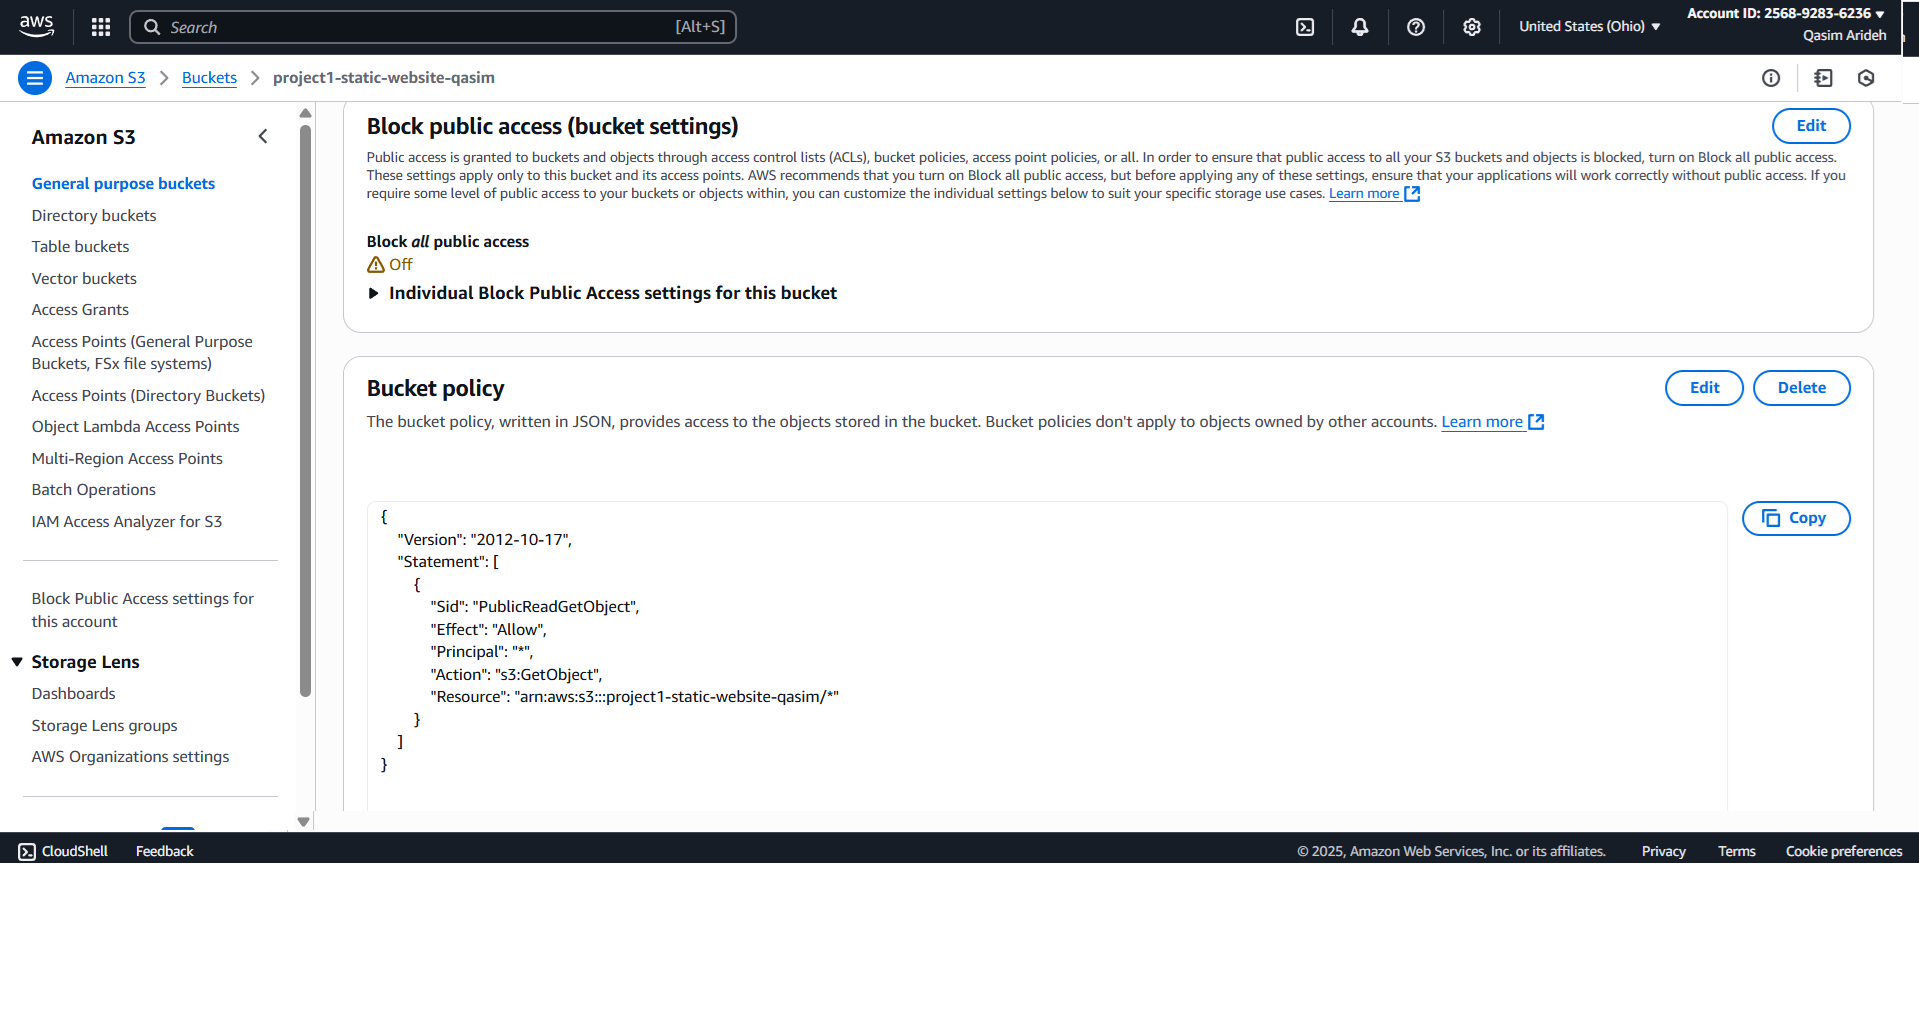 aws
Search
[Alt+S]
United States (Ohio)
Account ID: 2568-9283-6236
Qasim Arideh
Amazon S3
Buckets
project1-static-website-qasim
Amazon S3
General purpose buckets
Directory buckets
Table buckets
Vector buckets
Access Grants
Access Points (General Purpose
Buckets, FSx file systems)
Access Points (Directory Buckets)
Object Lambda Access Points
Multi-Region Access Points
Batch Operations
IAM Access Analyzer for S3
Block Public Access settings for
this account
Storage Lens
Dashboards
Storage Lens groups
AWS Organizations settings
Block public access (bucket settings)
Edit
Public access is granted to buckets and objects through access control lists (ACLs), bucket policies, access point policies, or all. In order to ensure that public access to all your S3 buckets and objects is blocked, turn on Block all public access.
These settings apply only to this bucket and its access points. AWS recommends that you turn on Block all public access, but before applying any of these settings, ensure that your applications will work correctly without public access. If you
require some level of public access to your buckets or objects within, you can customize the individual settings below to suit your specific storage use cases. Learn more
Block all public access
Off
Individual Block Public Access settings for this bucket
Bucket policy
Edit
Delete
The bucket policy, written in JSON, provides access to the objects stored in the bucket. Bucket policies don't apply to objects owned by other accounts. Learn more
Copy
{
"Version": "2012-10-17",
"Statement": [
{
"Sid": "PublicReadGetObject",
"Effect": "Allow",
"Principal": "*",
"Action": "s3:GetObject",
"Resource": "arn:aws:s3:::project1-static-website-qasim/*"
}
]
}
CloudShell
Feedback
© 2025, Amazon Web Services, Inc. or its affiliates.
Privacy
Terms
Cookie preferences